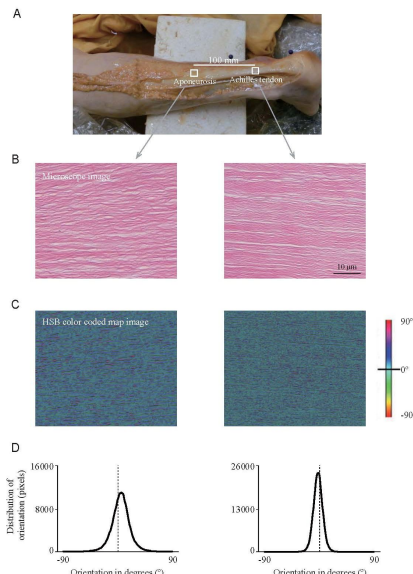 A
100 mm
Aponeurosis
Achilles tendon
B
Microscope image
10 μm
C
HSB color coded map image
90°
0°
-90
D
Distribution of
orientation (pixels)
16000
8000
0
-90
90
Orientation in degrees (°)
26000
13000
0
-90
90
Orientation in degrees (°)